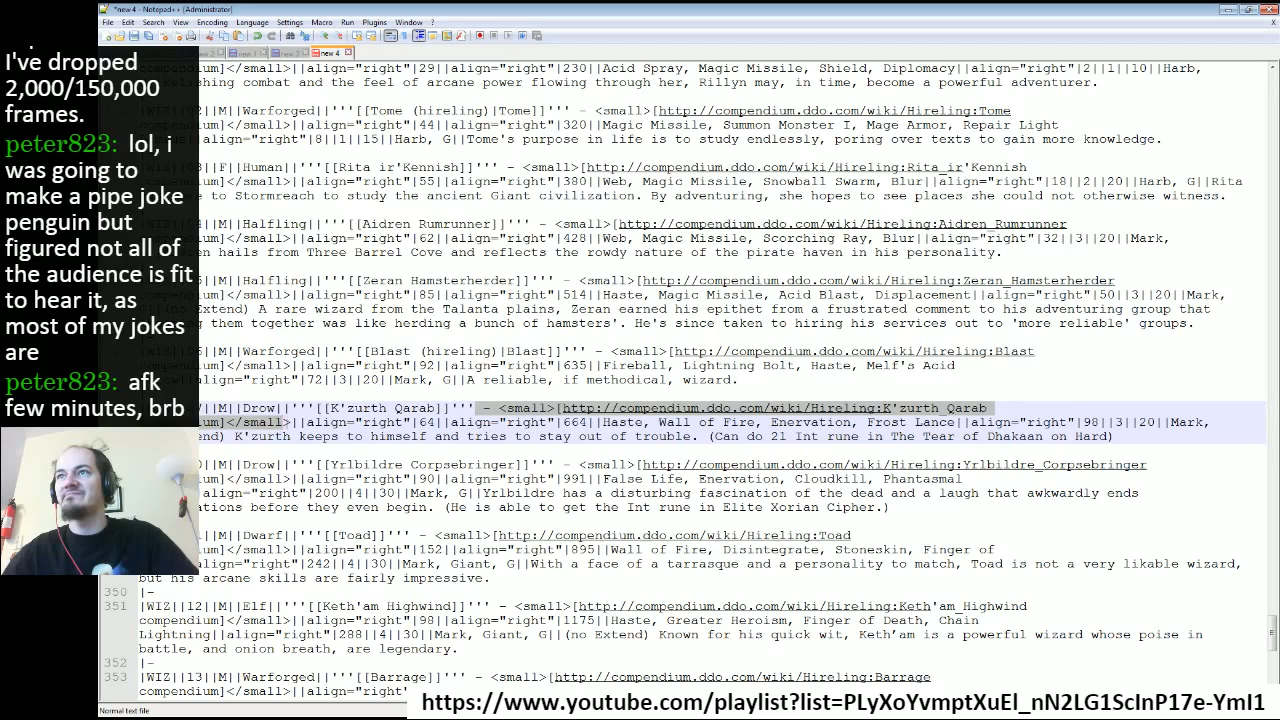 *new 4 - Notepad++ (Administrator)
File Edit Search View Encoding Language Settings Macro Run Plugins Window ?
new 1 new 3 new 4
I've dropped
2,000/150,000
frames.
peter823: lol, i
was going to
make a pipe joke
penguin but
figured not all of
the audience is fit
to hear it, as
most of my jokes
are
peter823: afk
few minutes, brb
compendium]</small>||align="right"|29||align="right"|230||Acid Spray, Magic Missile, Shield, Diplomacy||align="right"|2||1||10||Harb,
combat and the feel of arcane power flowing through her, Rillyn may, in time, become a powerful adventurer.
||M||Warforged||'''[[Tome (hireling)|Tome]]''' - <small>[http://compendium.ddo.com/wiki/Hireling:Tome
||align="right"|44||align="right"| Magic Missile, Summon Monster I, Mage Armor, Repair Light
="right"|8||1||15||Harb, G||Tome's purpose in life is to study wizardry, poring over texts to gain more knowledge.
||F||Human||'''[[Rita ir'Kenni]]''' - <small>[http://compendium.ddo.com/wiki/Hireling:Rita_ir'Kenni
]</small>||align="right"|55||align="right"|380||Web, Magic Missile, Snowball Swarm, Blur||align="right"|18||2||20||Harb, G||Rita
to Stormreach to study the ancient Giant civilization. By adventuring, she hopes to see places she could not otherwise witness.
||M||Halfling||'''[[Aidren Rumrunner]]''' - <small>[http://compendium.ddo.com/wiki/Hireling:Aidren_Rumrunner
]</small>||align="right"|62||align="right"|428||Web, Magic Missile, Scorching Ray, Blur||align="right"|32||3||20||Mark,
hails from Three Barrel Cove and reflects the rowdy nature of the pirate haven in his personality.
||M||Halfling||'''[[Zeran Hamsterherder]]''' - <small>[http://compendium.ddo.com/wiki/Hireling:Zeran_Hamsterherder
]</small>||align="right"|85||align="right"|514||Haste, Magic Missile, Acid Blast, Displacement||align="right"|50||3||20||Mark,
(no Extend) A rare wizard from the Talanta plains, Zeran earned his epithet from a frustrated comment to his adventuring group that
them together was like herding a bunch of hamsters'. He's since taken to hiring his services out to 'more reliable' groups.
||M||Warforged||'''[[Blast (hireling)|Blast]]''' - <small>[http://compendium.ddo.com/wiki/Hireling:Blast
]</small>||align="right"|92||align="right"|635||Fireball, Lightning Bolt, Haste, Melf's Acid
="right"|72||3||20||Mark, G||A reliable, if methodical, wizard.
||M||Drow||'''[[K'zurth Qarab]]''' - <small>[http://compendium.ddo.com/wiki/Hireling:K'zurth_Qarab
um]</small>||align="right"|64||align="right"|664||Haste, Wall of Fire, Enervation, Frost Lance||align="right"|98||3||20||Mark,
end) K'zurth keeps to himself and tries to stay out of trouble. (Can do 21 Int rune in The Tear of Dhakaan on Hard)
||M||Drow||'''[[Yrlbildre Corpsebringer]]''' - <small>[http://compendium.ddo.com/wiki/Hireling:Yrlbildre_Corpsebringer
um]</small>||align="right"|90||align="right"|991||False Life, Enervation, Cloudkill, Phantasmal
lign="right"|200||4||30||Mark, G||Yrlbildre has a disturbing fascination of the dead and a laugh that awkwardly ends
ations before they even begin. (He is able to get the Int rune in Elite Xorian Cipher.)
|M||Dwarf||'''[[Toad]]''' - <small>[http://compendium.ddo.com/wiki/Hireling:Toad
um]</small>||align="right"|152||align="right"|895||Wall of Fire, Disintegrate, Stoneskin, Finger of
lign="right"|242||4||30||Mark, Giant, G||With a face of a tarrasque and a personality to match, Toad is not a very likable wizard,
but his arcane skills are fairly impressive.
350 |-
351 |WIZ||12||M||Elf||'''[[Keth'am Highwind]]''' - <small>[http://compendium.ddo.com/wiki/Hireling:Keth'am_Highwind
compendium]</small>||align="right"|98||align="right"|1175||Haste, Greater Heroism, Finger of Death, Chain
Lightning||align="right"|288||4||30||Mark, Giant, G||(no Extend) Known for his quick wit, Keth'am is a powerful wizard whose poise in
battle, and onion breath, are legendary.
352 |-
353 |WIZ||13||M||Warforged||'''[[Barrage]]''' - <small>[http://compendium.ddo.com/wiki/Hireling:Barrage
compendium]</small>||align="right"
Normal text file
https://www.youtube.com/playlist?list=PLyXoYvmptXuEl_nN2LG1ScInP17e-YmI1